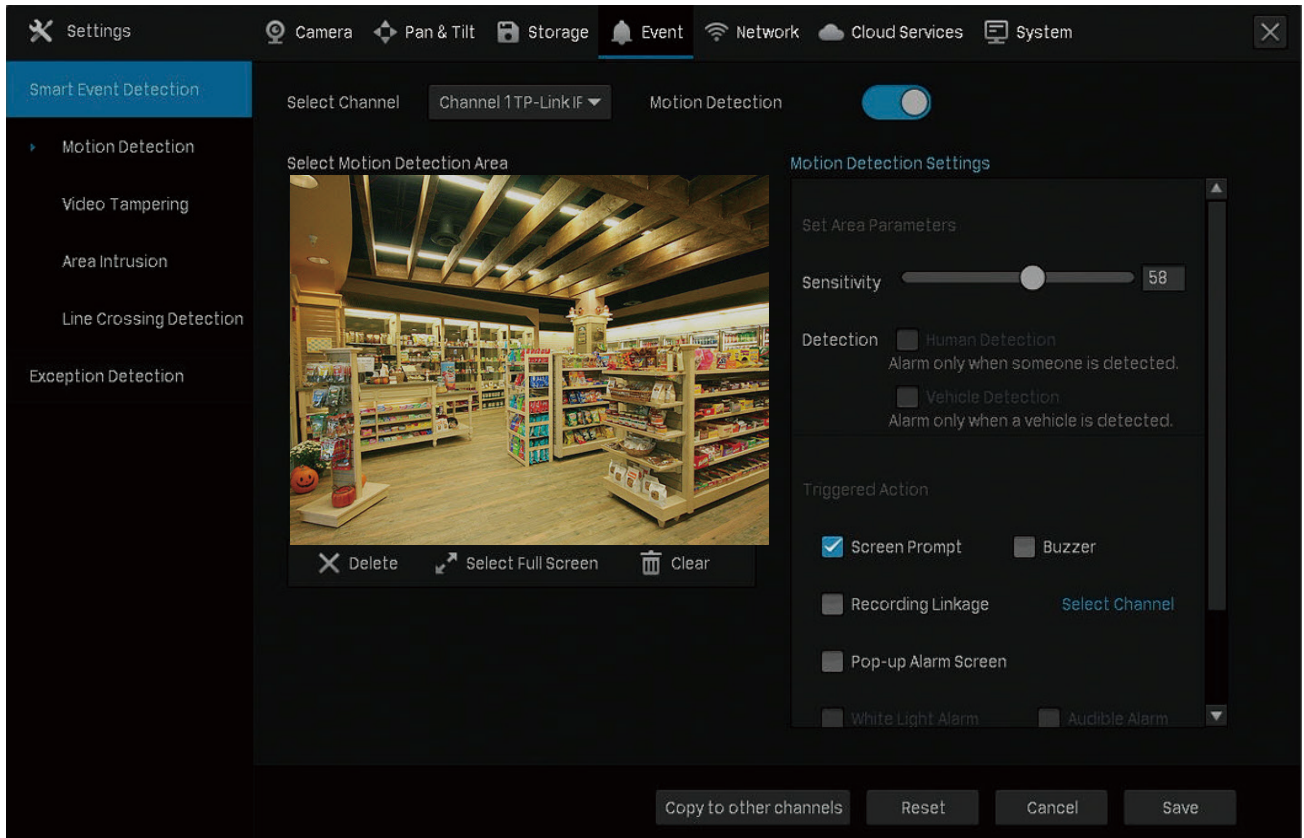 Settings
Camera
Pan & Tilt
Storage
Event
Network
Cloud Services
System
Smart Event Detection
Motion Detection
Video Tampering
Area Intrusion
Line Crossing Detection
Exception Detection
Select Channel
Channel 1 TP-Link IF
Motion Detection
Select Motion Detection Area
Delete
Select Full Screen
Clear
Motion Detection Settings
Set Area Parameters
Sensitivity
58
Detection
Human Detection
Alarm only when someone is detected.
Vehicle Detection
Alarm only when a vehicle is detected.
Triggered Action
Screen Prompt
Buzzer
Recording Linkage
Select Channel
Pop-up Alarm Screen
White Light Alarm
Audible Alarm
Copy to other channels
Reset
Cancel
Save